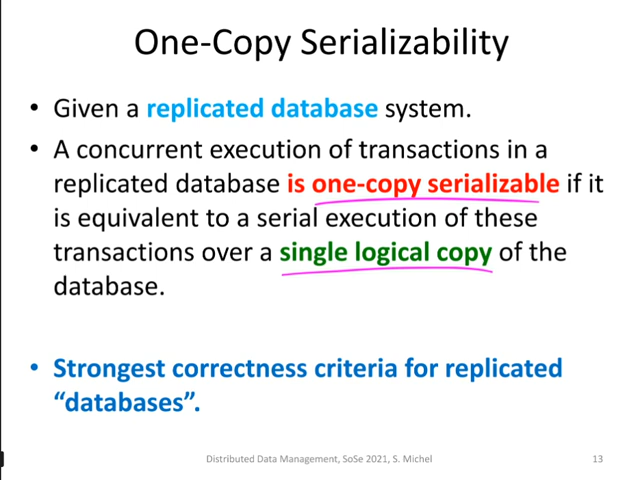 One-Copy Serializability
• Given a replicated database system.
• A concurrent execution of transactions in a
replicated database is one-copy serializable if it
is equivalent to a serial execution of these
transactions over a single logical copy of the
database.
• Strongest correctness criteria for replicated
“databases”.
Distributed Data Management, SoSe 2021, S. Michel
13